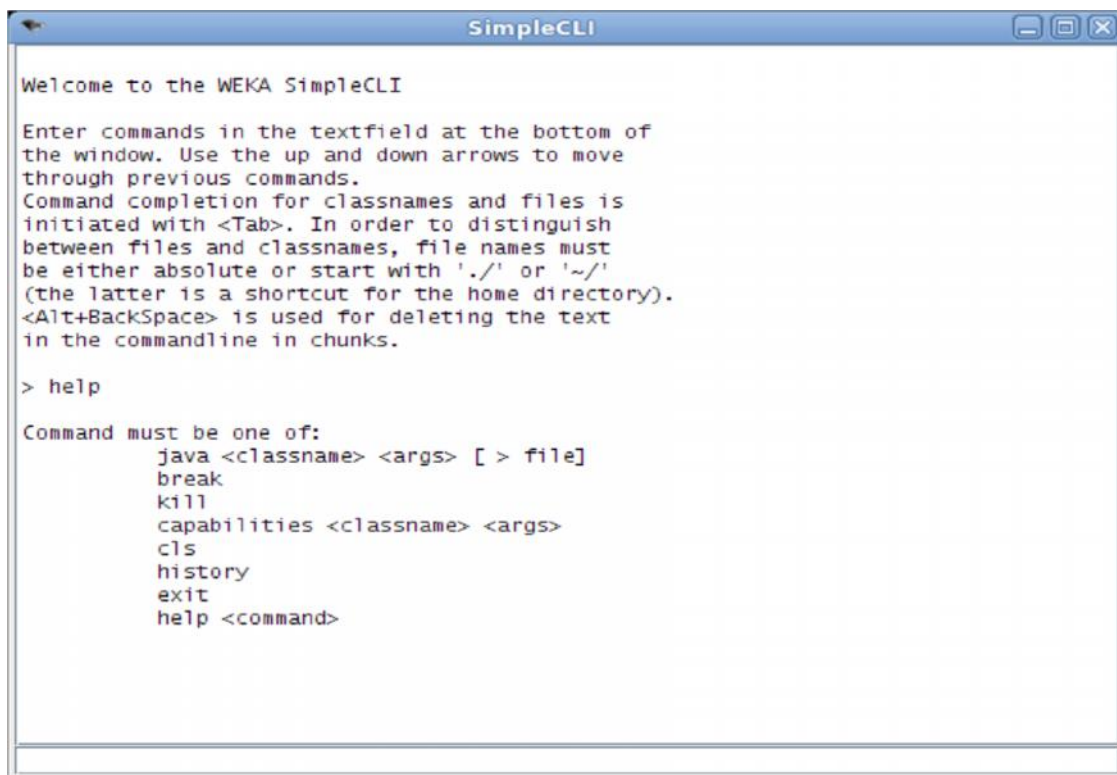 SimpleCLI
Welcome to the WEKA SimpleCLI
Enter commands in the textfield at the bottom of
the window. Use the up and down arrows to move
through previous commands.
Command completion for classnames and files is
initiated with <Tab>. In order to distinguish
between files and classnames, file names must
be either absolute or start with './' or '~/'
(the latter is a shortcut for the home directory).
<Alt+BackSpace> is used for deleting the text
in the commandline in chunks.
> help
Command must be one of:
java <classname> <args> [ > file]
break
kill
capabilities <classname> <args>
cls
history
exit
help <command>